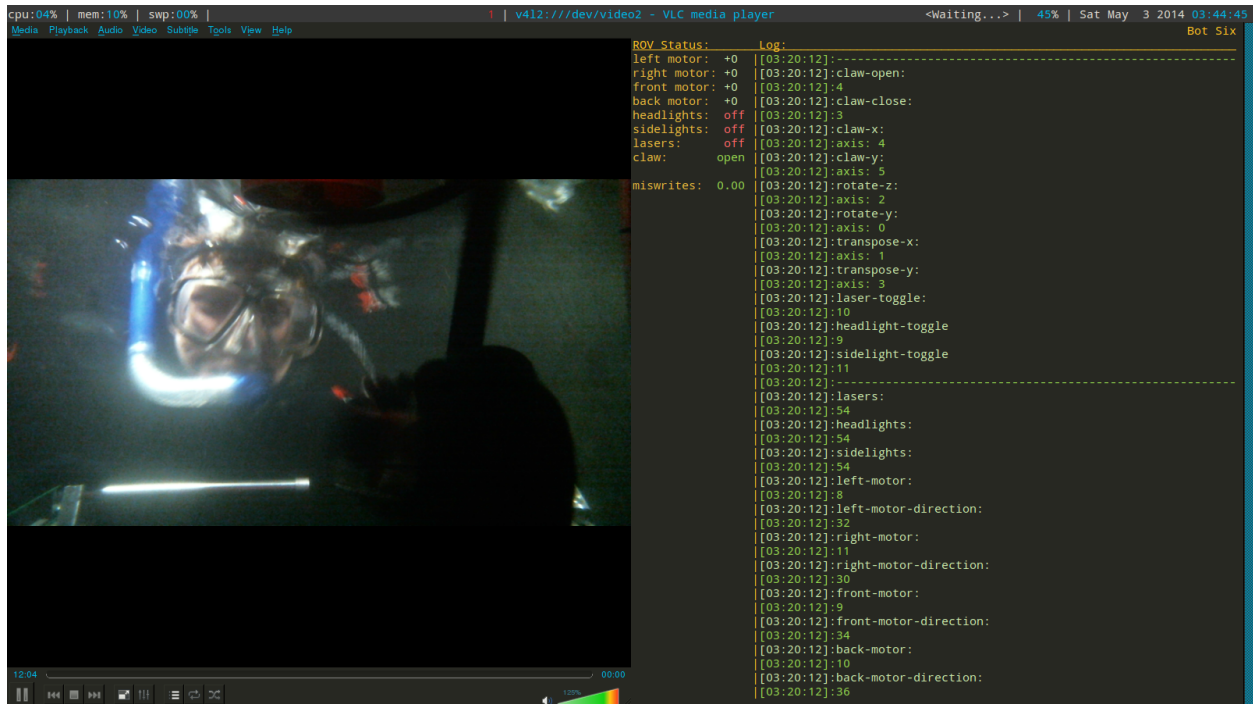 cpu:04% | mem:10% | swp:00% |
1 | v4l2:///dev/video2 - VLC media player
<Waiting...> | 45% | Sat May 3 2014 03:44:45
Media Playback Audio Video Subtitle Tools View Help
Bot Six
ROV Status: Log:
left motor: +0 |[03:20:12]:---------------------------------------------------------
right motor: +0 |[03:20:12]:claw-open:
front motor: +0 |[03:20:12]:4
back motor: +0 |[03:20:12]:claw-close:
headlights: off |[03:20:12]:3
sidelights: off |[03:20:12]:claw-x:
lasers: off |[03:20:12]:axis: 4
claw: open |[03:20:12]:claw-y:
|[03:20:12]:axis: 5
miswrites: 0.00 |[03:20:12]:rotate-z:
|[03:20:12]:axis: 2
|[03:20:12]:rotate-y:
|[03:20:12]:axis: 0
|[03:20:12]:transpose-x:
|[03:20:12]:axis: 1
|[03:20:12]:transpose-y:
|[03:20:12]:axis: 3
|[03:20:12]:laser-toggle:
|[03:20:12]:10
|[03:20:12]:headlight-toggle
|[03:20:12]:9
|[03:20:12]:sidelight-toggle
|[03:20:12]:11
|[03:20:12]:---------------------------------------------------------
|[03:20:12]:lasers:
|[03:20:12]:54
|[03:20:12]:headlights:
|[03:20:12]:54
|[03:20:12]:sidelights:
|[03:20:12]:54
|[03:20:12]:left-motor:
|[03:20:12]:8
|[03:20:12]:left-motor-direction:
|[03:20:12]:32
|[03:20:12]:right-motor:
|[03:20:12]:11
|[03:20:12]:right-motor-direction:
|[03:20:12]:30
|[03:20:12]:front-motor:
|[03:20:12]:9
|[03:20:12]:front-motor-direction:
|[03:20:12]:34
|[03:20:12]:back-motor:
|[03:20:12]:10
|[03:20:12]:back-motor-direction:
|[03:20:12]:36
12:04 00:00
125%